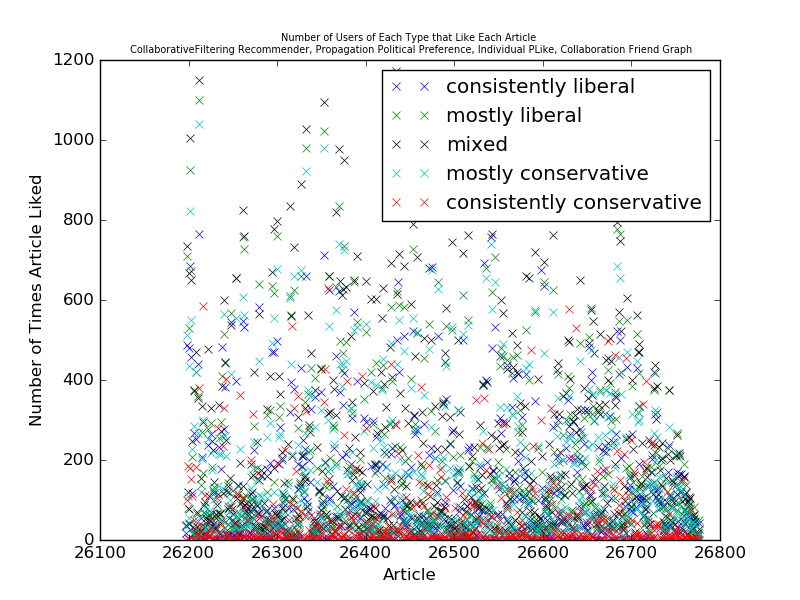 Number of Users of Each Type that Like Each Article
CollaborativeFiltering Recommender, Propagation Political Preference, Individual PLike, Collaboration Friend Graph
1200
1000
800
600
400
200
0
Number of Times Article Liked
consistently liberal
mostly liberal
mixed
mostly conservative
consistently conservative
26100 26200 26300 26400 26500 26600 26700 26800
Article